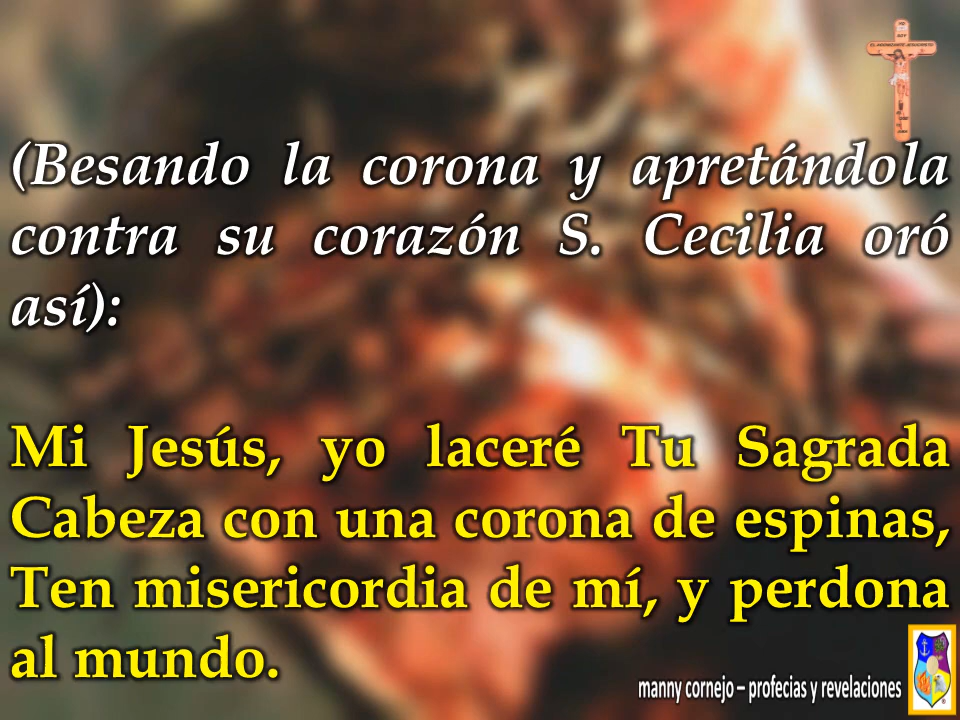 (Besando la corona y apretándola
contra su corazón S. Cecilia oró
así):
Mi Jesús, yo laceré Tu Sagrada
Cabeza con una corona de espinas,
Ten misericordia de mí, y perdona
al mundo.
manny cornejo – profecias y revelaciones